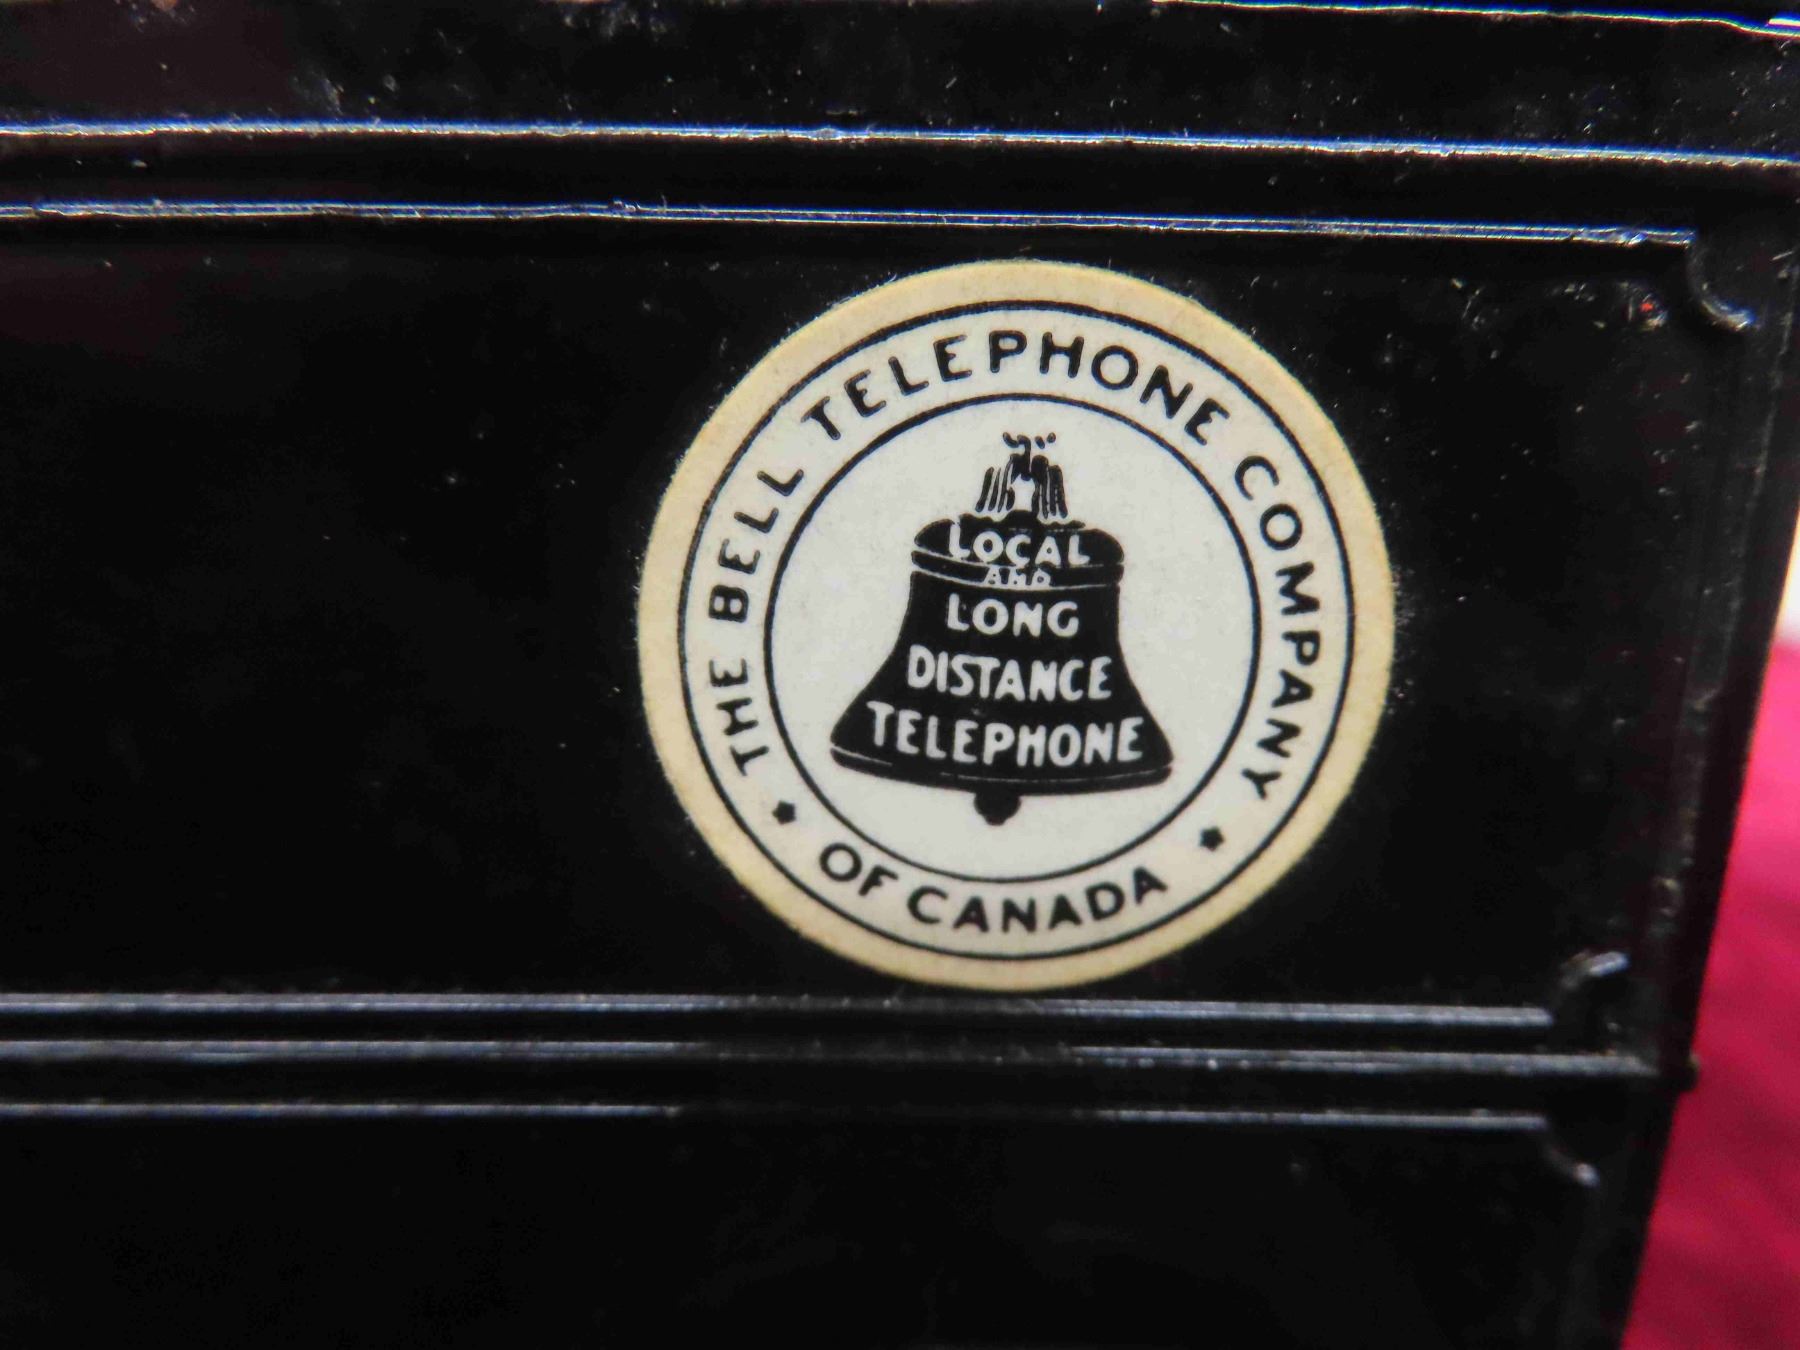 THE BELL TELEPHONE COMPANY
OF CANADA
LOCAL
AND
LONG
DISTANCE
TELEPHONE